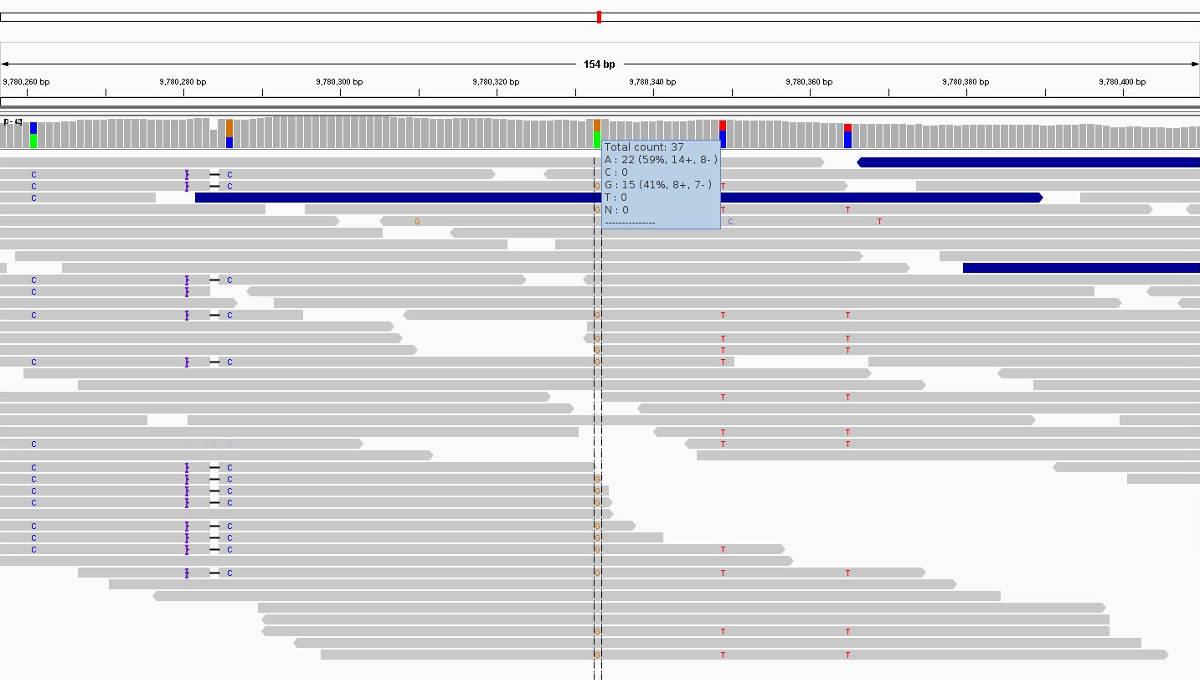 154 bp
9,780,260 bp 9,780,280 bp 9,780,300 bp 9,780,320 bp 9,780,340 bp 9,780,360 bp 9,780,380 bp 9,780,400 bp
Total count: 37
A : 22 (59%, 14+, 8- )
C : 0
G : 15 (41%, 8+, 7- )
T : 0
N : 0
---------------
C C
C C G T
C
G T T
G C T
C C
C
C C G T T
G T T
G T T
C C G T
T T
T T
C C T T
C C
C C G
C C G
C C G
C C G
C C G
C C G T
C G T T
G T T
G T T